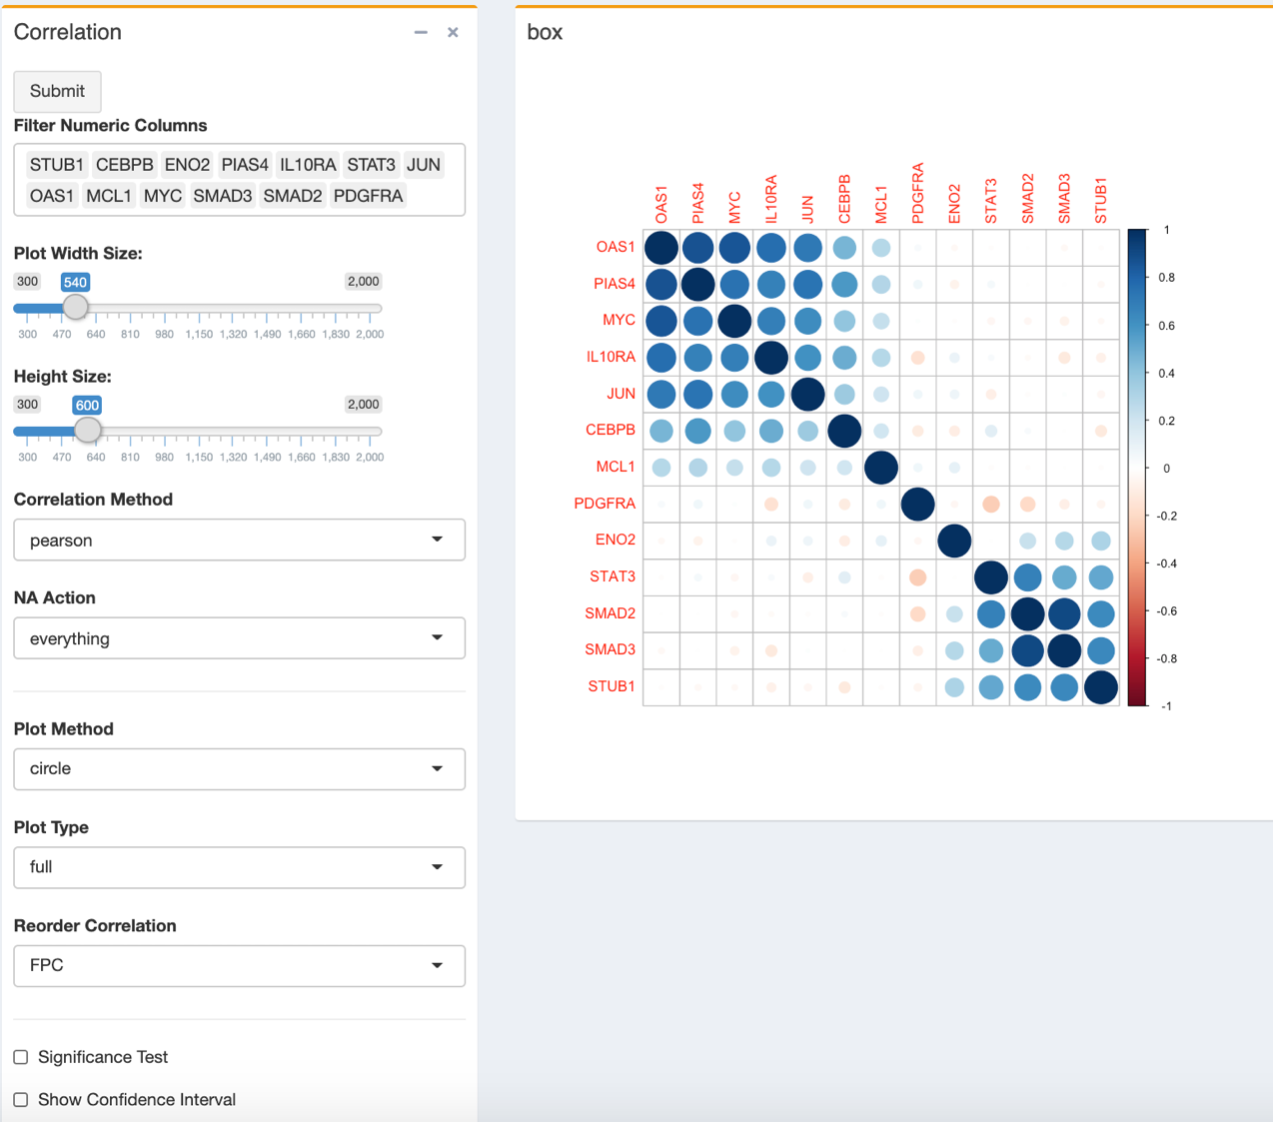 Correlation
Submit
Filter Numeric Columns
STUB1 CEBPB ENO2 PIAS4 IL10RA STAT3 JUN
OAS1 MCL1 MYC SMAD3 SMAD2 PDGFRA
Plot Width Size:
300 540 2,000
300 470 640 810 980 1,150 1,320 1,490 1,660 1,830 2,000
Height Size:
300 600 2,000
300 470 640 810 980 1,150 1,320 1,490 1,660 1,830 2,000
Correlation Method
pearson
NA Action
everything
Plot Method
circle
Plot Type
full
Reorder Correlation
FPC
Significance Test
Show Confidence Interval
box
OAS1 PIAS4 MYC IL10RA JUN CEBPB MCL1 PDGFRA ENO2 STAT3 SMAD2 SMAD3 STUB1
OAS1
PIAS4
MYC
IL10RA
JUN
CEBPB
MCL1
PDGFRA
ENO2
STAT3
SMAD2
SMAD3
STUB1
1
0.8
0.6
0.4
0.2
0
-0.2
-0.4
-0.6
-0.8
-1